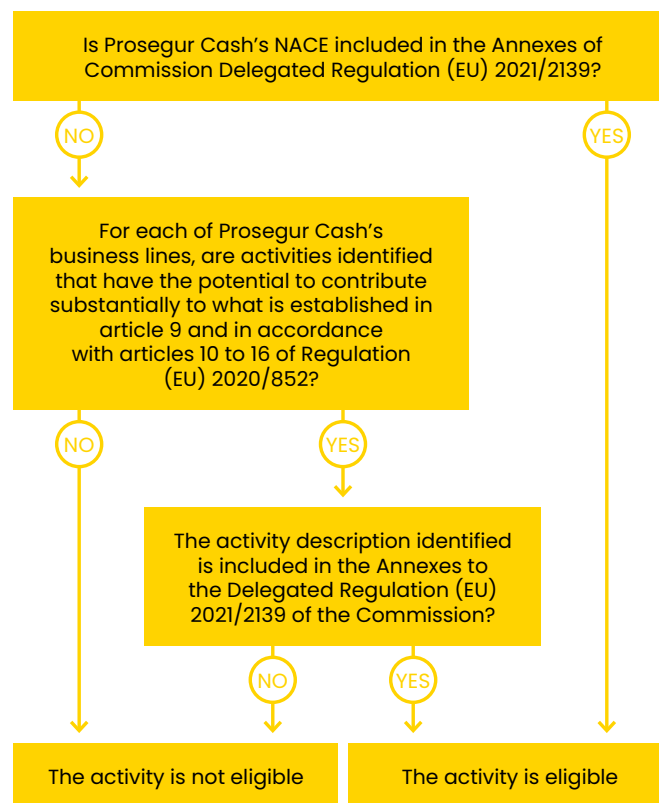 Is Prosegur Cash's NACE included in the Annexes of
Commission Delegated Regulation (EU) 2021/2139?
NO
YES
For each of Prosegur Cash's
business lines, are activities identified
that have the potential to contribute
substantially to what is established in
article 9 and in accordance
with articles 10 to 16 of Regulation
(EU) 2020/852?
NO
YES
The activity description identified
is included in the Annexes to
the Delegated Regulation (EU)
2021/2139 of the Commission?
NO
YES
The activity is not eligible
The activity is eligible